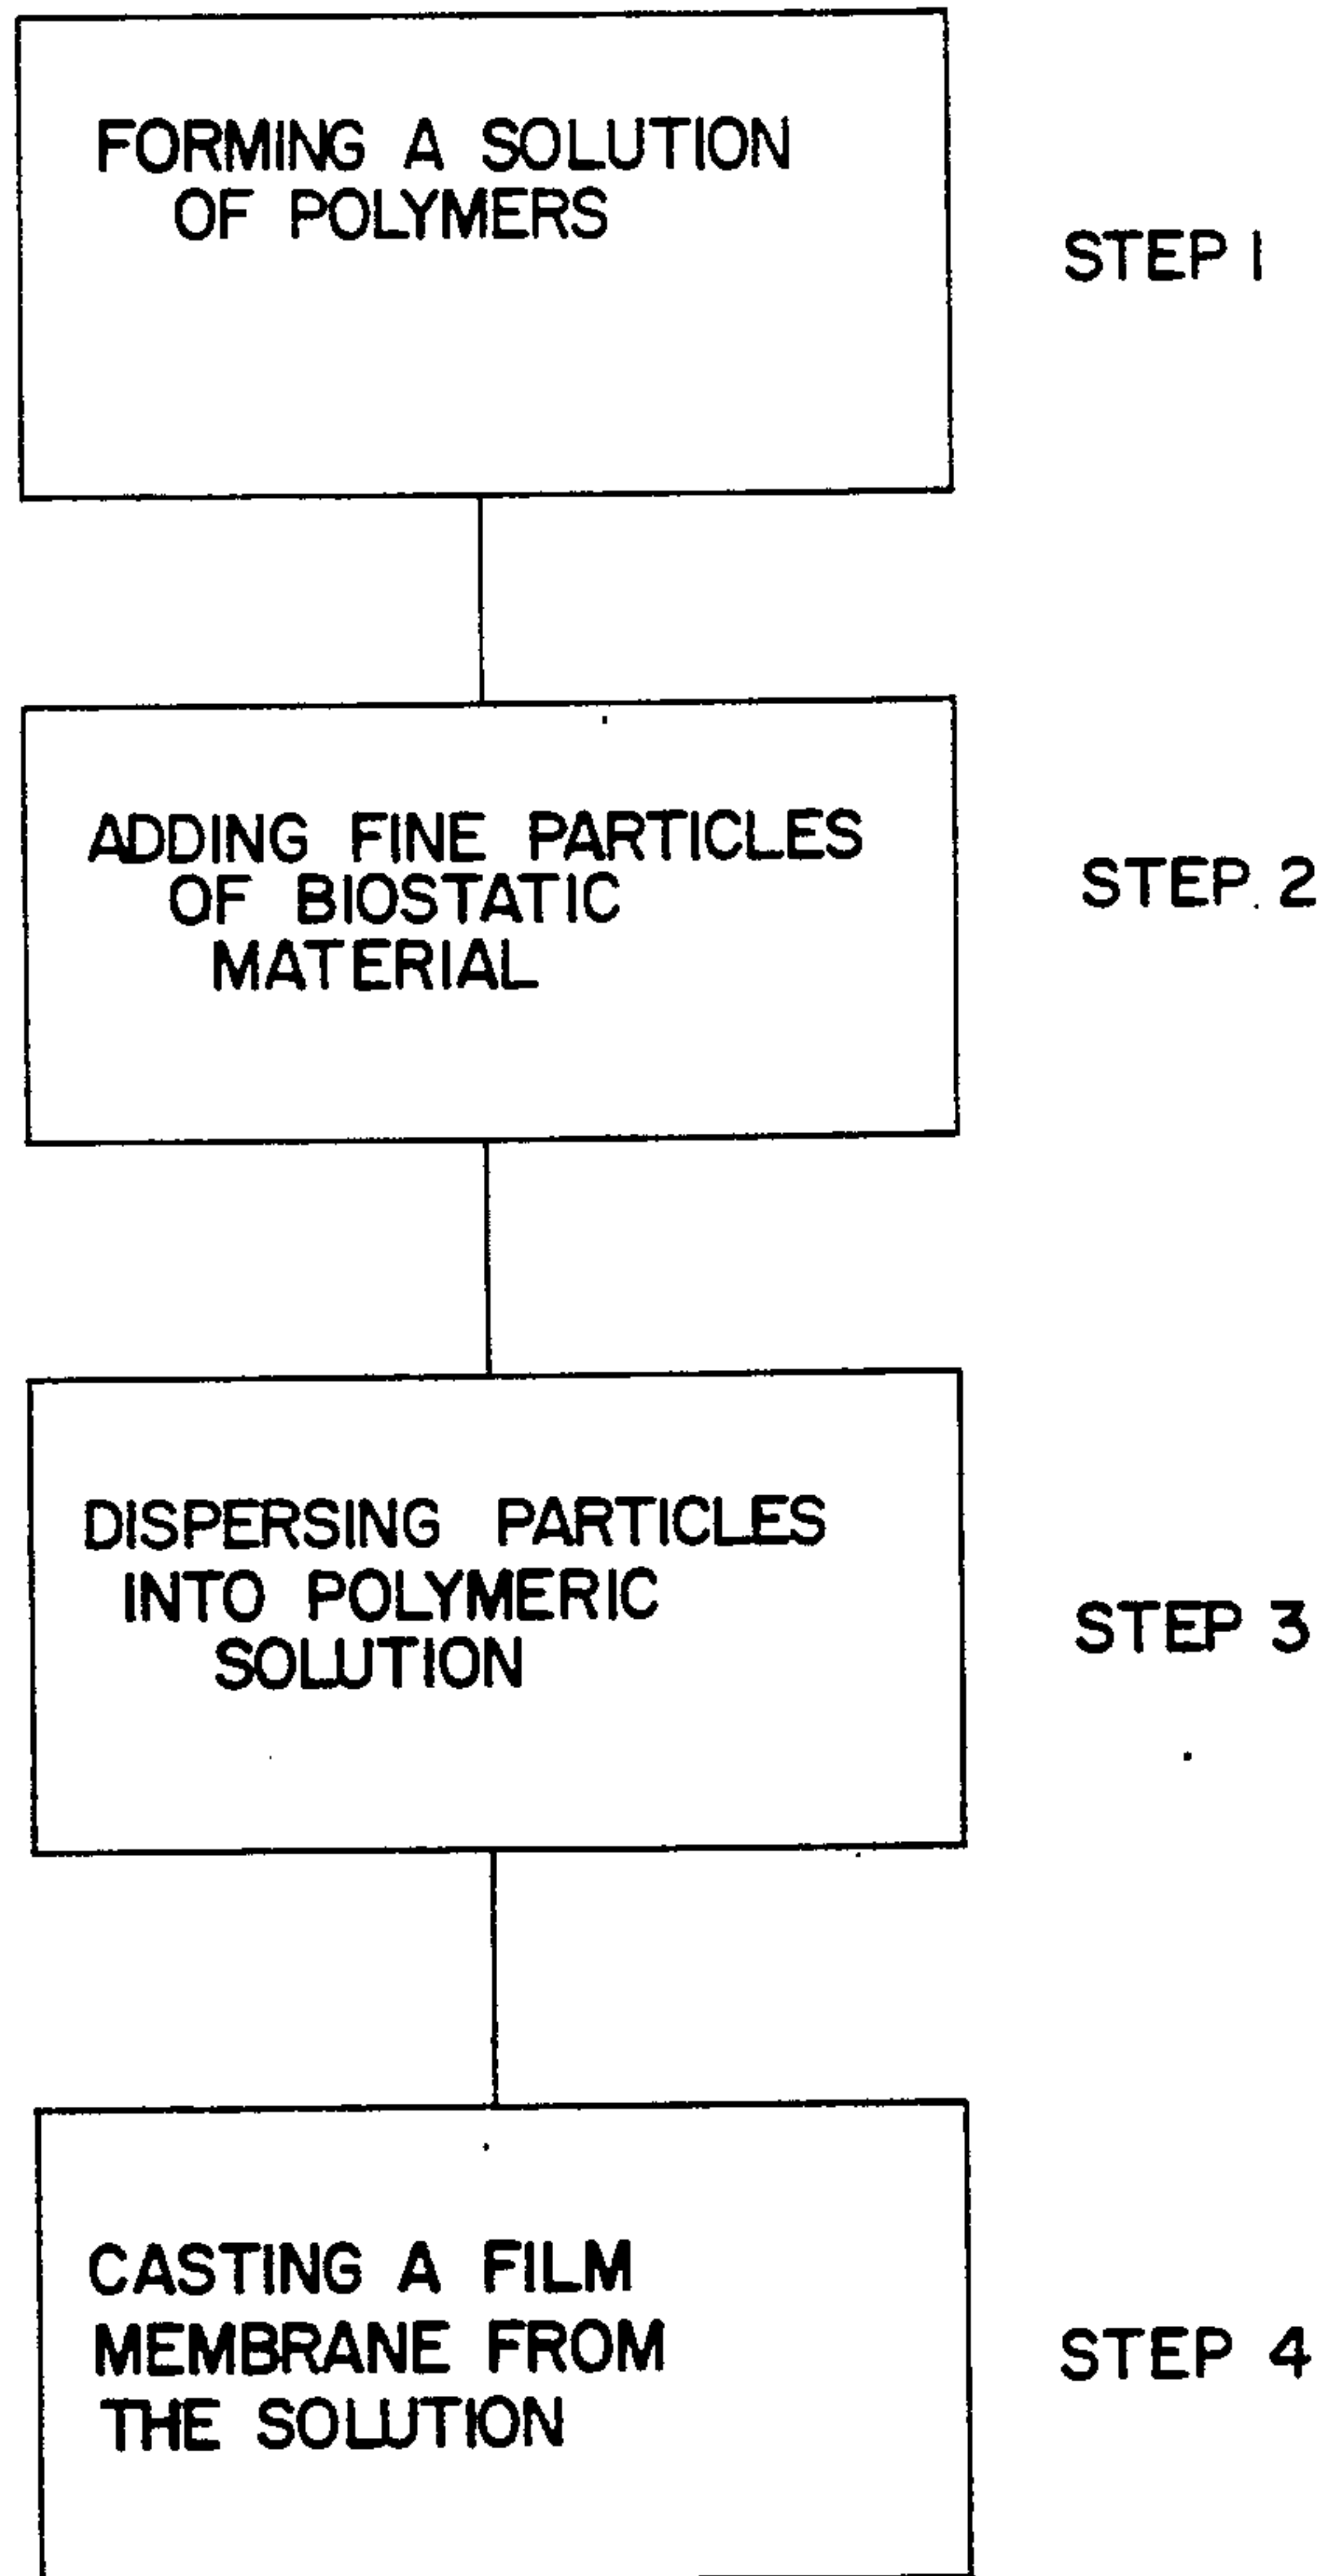 FORMING A SOLUTION
OF POLYMERS
STEP 1
ADDING FINE PARTICLES
OF BIOSTATIC
MATERIAL
STEP 2
DISPERSING PARTICLES
INTO POLYMERIC
SOLUTION
STEP 3
CASTING A FILM
MEMBRANE FROM
THE SOLUTION
STEP 4